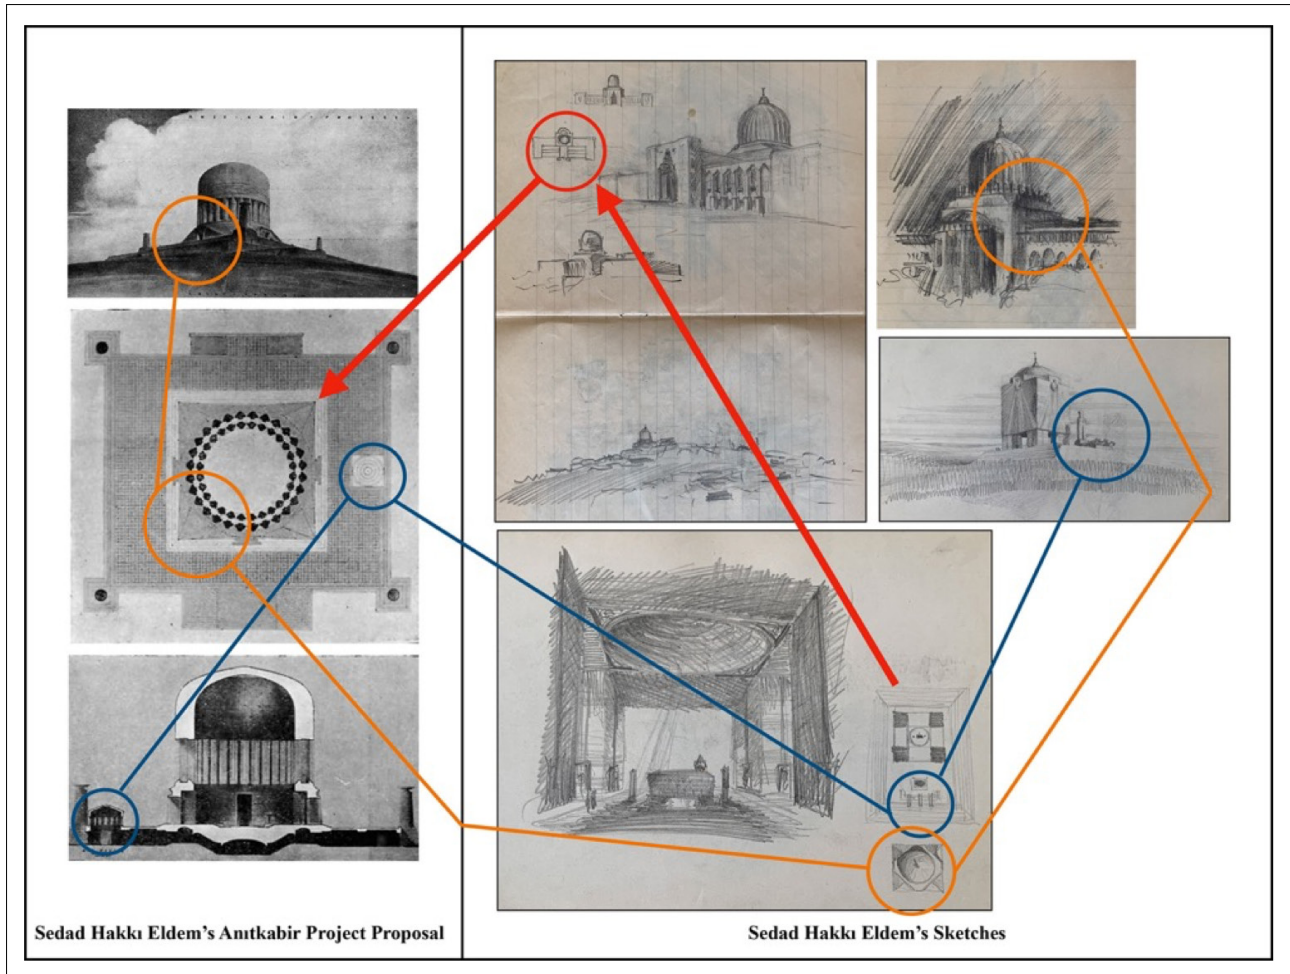 Sedad Hakkı Eldem's Anıtkabir Project Proposal
Sedad Hakkı Eldem's Sketches